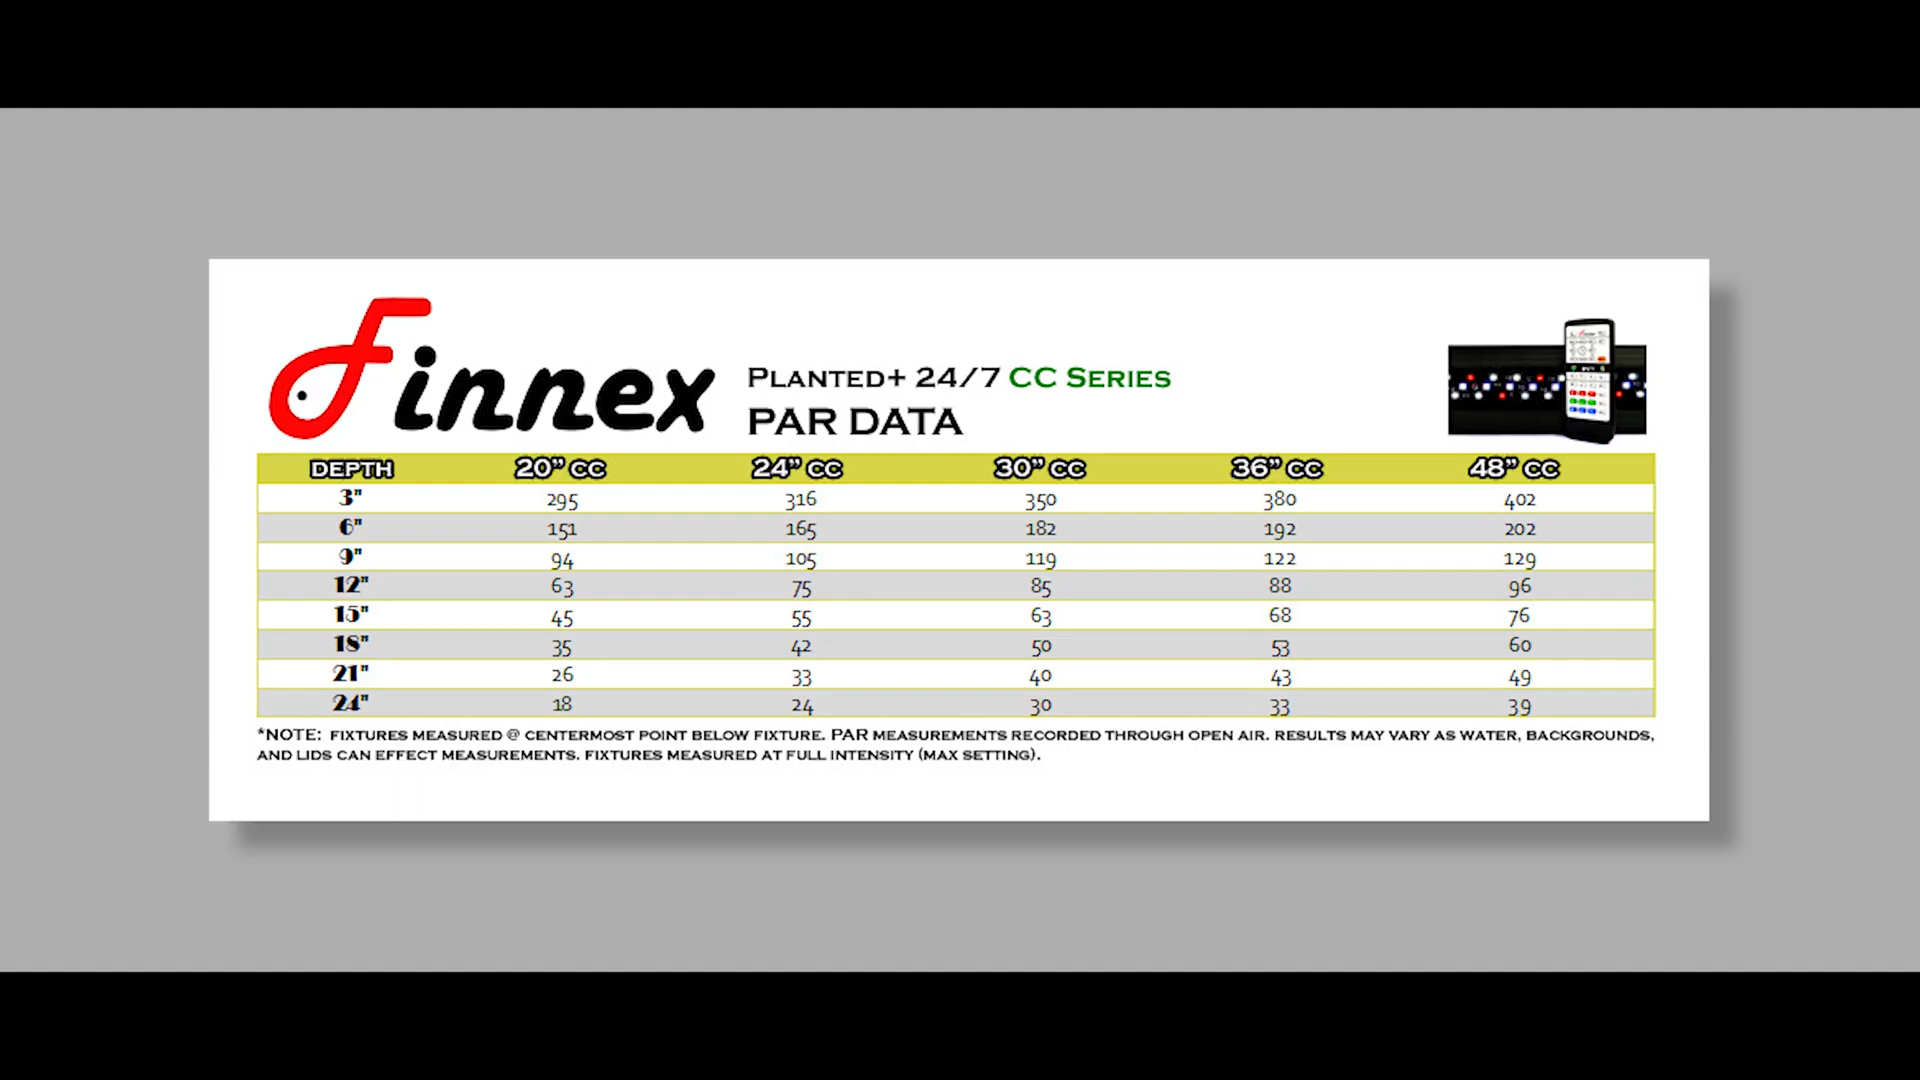 Finnex
PLANTED+ 24/7 CC SERIES
PAR DATA
DEPTH 20" CC 24" CC 30" CC 36" CC 48" CC
3" 295 316 350 380 402
6" 151 165 182 192 202
9" 94 105 119 122 129
12" 63 75 85 88 96
15" 45 55 63 68 76
18" 35 42 50 53 60
21" 26 33 40 43 49
24" 18 24 30 33 39
*NOTE: FIXTURES MEASURED @ CENTERMOST POINT BELOW FIXTURE. PAR MEASUREMENTS RECORDED THROUGH OPEN AIR. RESULTS MAY VARY AS WATER, BACKGROUNDS,
AND LIDS CAN EFFECT MEASUREMENTS. FIXTURES MEASURED AT FULL INTENSITY (MAX SETTING).